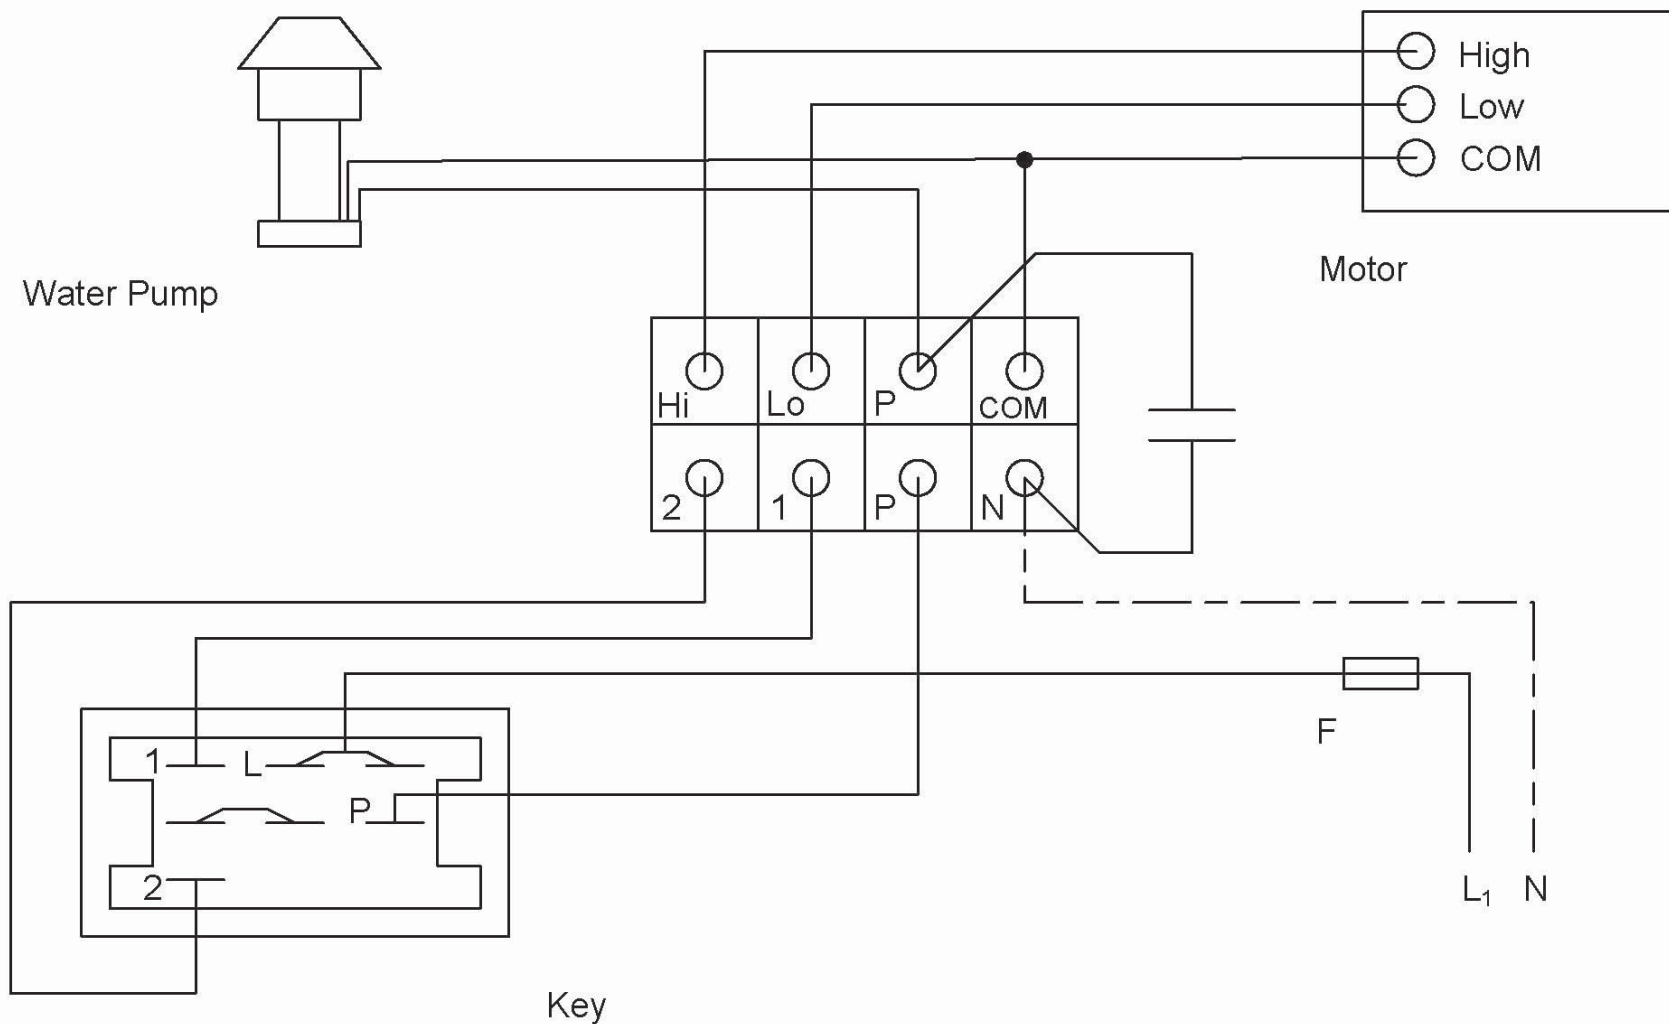 High
Low
COM
Motor
Water Pump
Hi Lo P COM
2 1 P N
F
1 L
P
2
L₁ N
Key